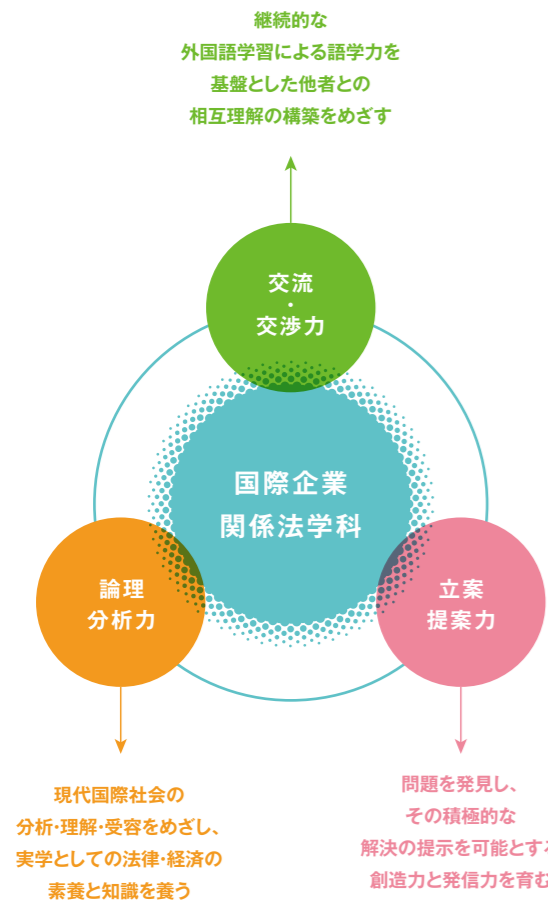 継続的な
外国語学習による語学力を
基盤とした他者との
相互理解の構築をめざす
交流
・
交渉力
国際企業
関係法学科
論理
分析力
立案
提案力
現代国際社会の
分析・理解・受容をめざし、
実学としての法律・経済の
素養と知識を養う
問題を発見し、
その積極的な
解決の提示を可能とする
創造力と発信力を育む